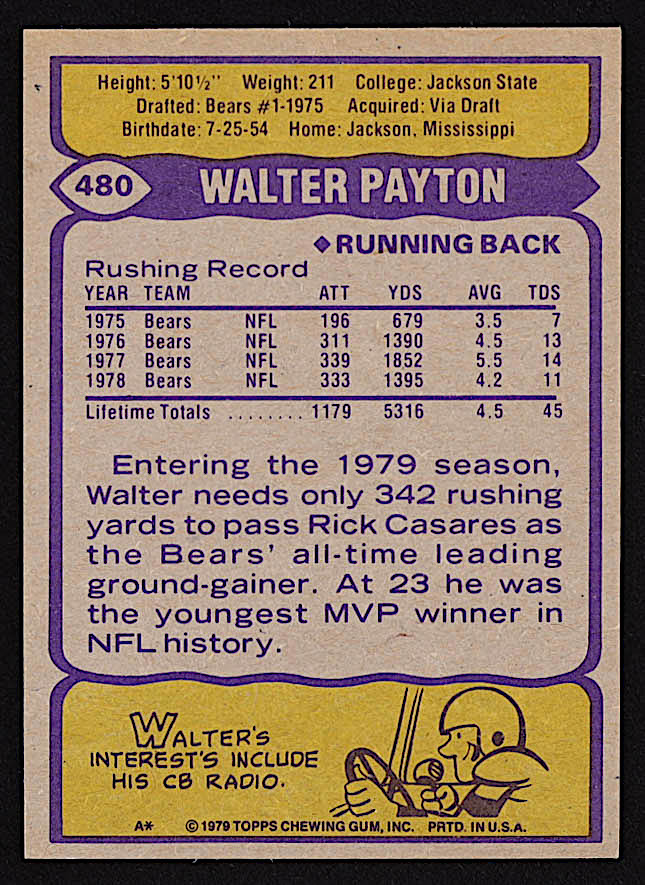 Height: 5'10½" Weight: 211 College: Jackson State
Drafted: Bears #1-1975 Acquired: Via Draft
Birthdate: 7-25-54 Home: Jackson, Mississippi
480 WALTER PAYTON
◆RUNNING BACK
Rushing Record
YEAR TEAM ATT YDS AVG TDS
1975 Bears NFL 196 679 3.5 7
1976 Bears NFL 311 1390 4.5 13
1977 Bears NFL 339 1852 5.5 14
1978 Bears NFL 333 1395 4.2 11
Lifetime Totals ........ 1179 5316 4.5 45
Entering the 1979 season,
Walter needs only 342 rushing
yards to pass Rick Casares as
the Bears' all-time leading
ground-gainer. At 23 he was
the youngest MVP winner in
NFL history.
WALTER'S
INTEREST'S INCLUDE
HIS CB RADIO.
A* ©1979 TOPPS CHEWING GUM, INC. PRTD. IN U.S.A.